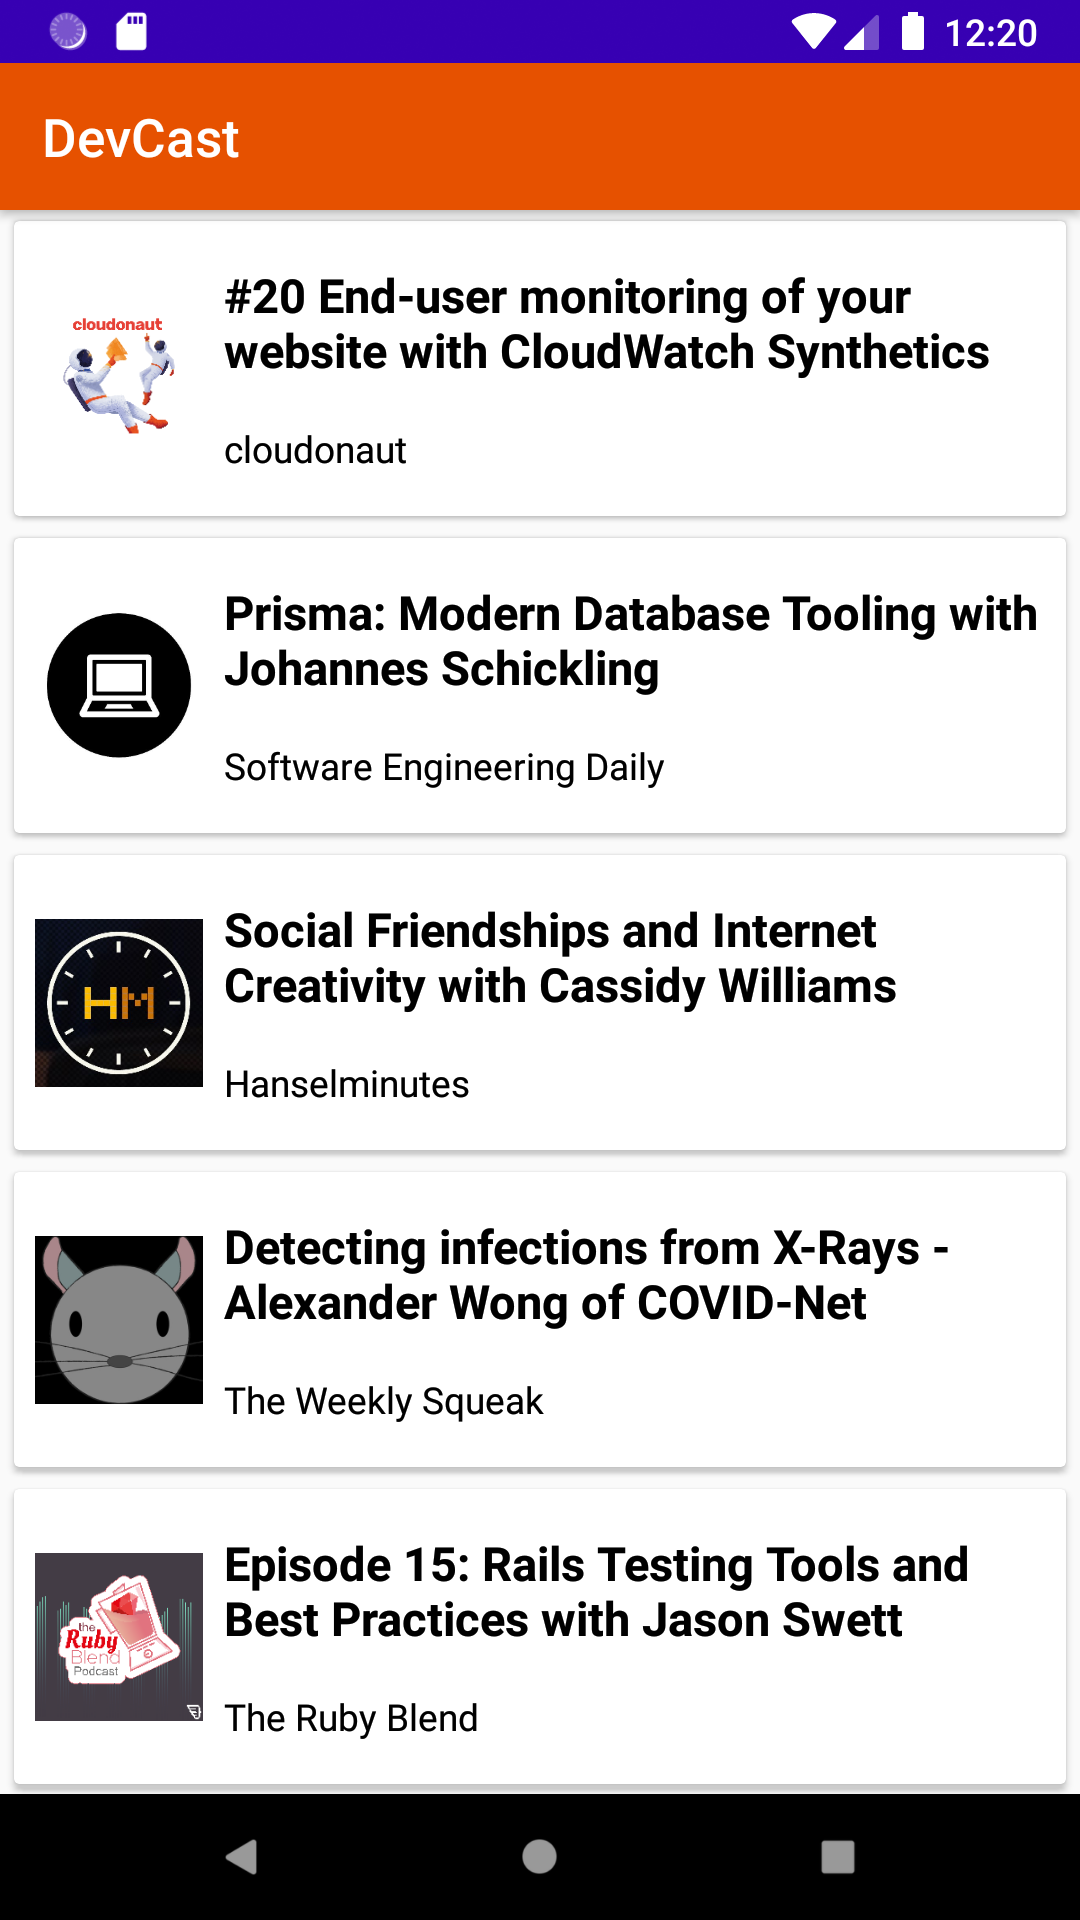 12:20
DevCast
cloudonaut
#20 End-user monitoring of your
website with CloudWatch Synthetics
cloudonaut
Prisma: Modern Database Tooling with
Johannes Schickling
Software Engineering Daily
HM
Social Friendships and Internet
Creativity with Cassidy Williams
Hanselminutes
Detecting infections from X-Rays -
Alexander Wong of COVID-Net
The Weekly Squeak
the
Ruby
Blend
Podcast
Episode 15: Rails Testing Tools and
Best Practices with Jason Swett
The Ruby Blend